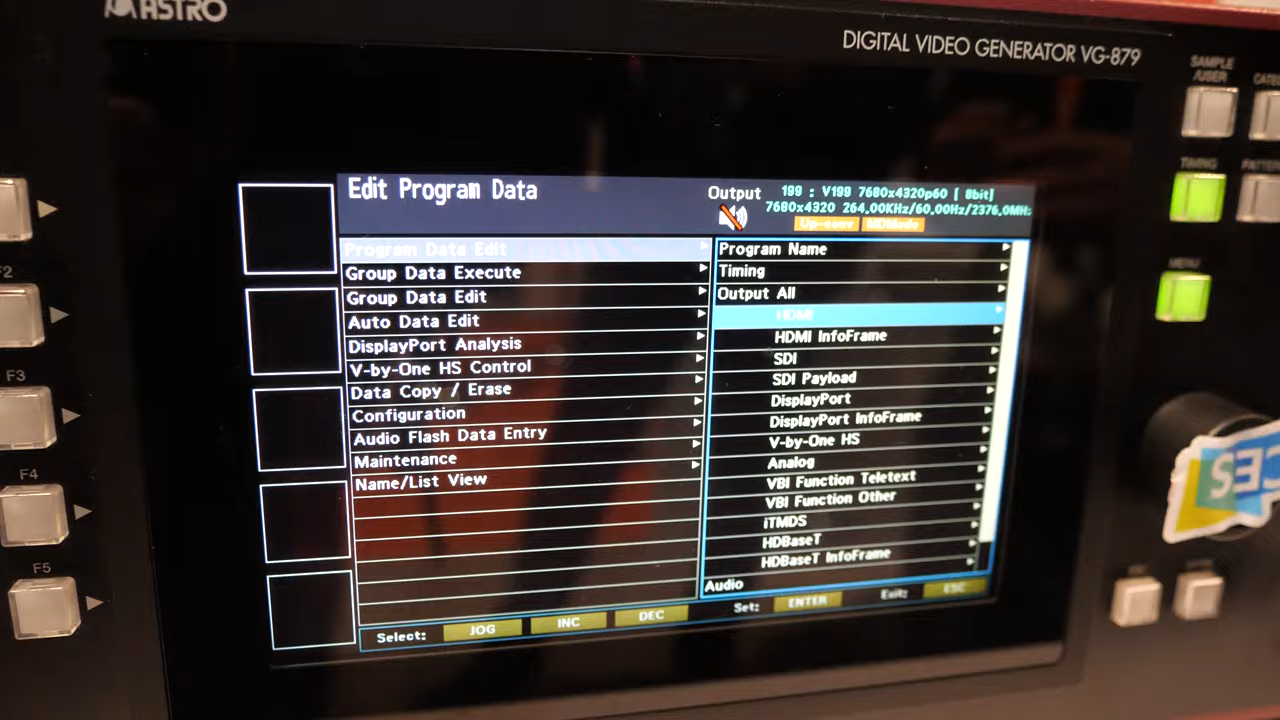 ASTRO
DIGITAL VIDEO GENERATOR VG-879
SAMPLE
/USER
CATE
TIMING
PATTE
MENU
F2
F3
F4
F5
Edit Program Data
Output
199 : V199 7680x4320p60 [ 8bit]
7680x4320 264.00KHz/60.00Hz/2376.0MHz
Up-conv MDMode
Program Data Edit
Group Data Execute
Group Data Edit
Auto Data Edit
DisplayPort Analysis
V-by-One HS Control
Data Copy / Erase
Configuration
Audio Flash Data Entry
Maintenance
Name/List View
Program Name
Timing
Output All
HDMI
HDMI InfoFrame
SDI
SDI Payload
DisplayPort
DisplayPort InfoFrame
V-by-One HS
Analog
VBI Function Teletext
VBI Function Other
iTMDS
HDBaseT
HDBaseT InfoFrame
Audio
Select: JOG INC DEC Set: ENTER Exit: ESC
CES